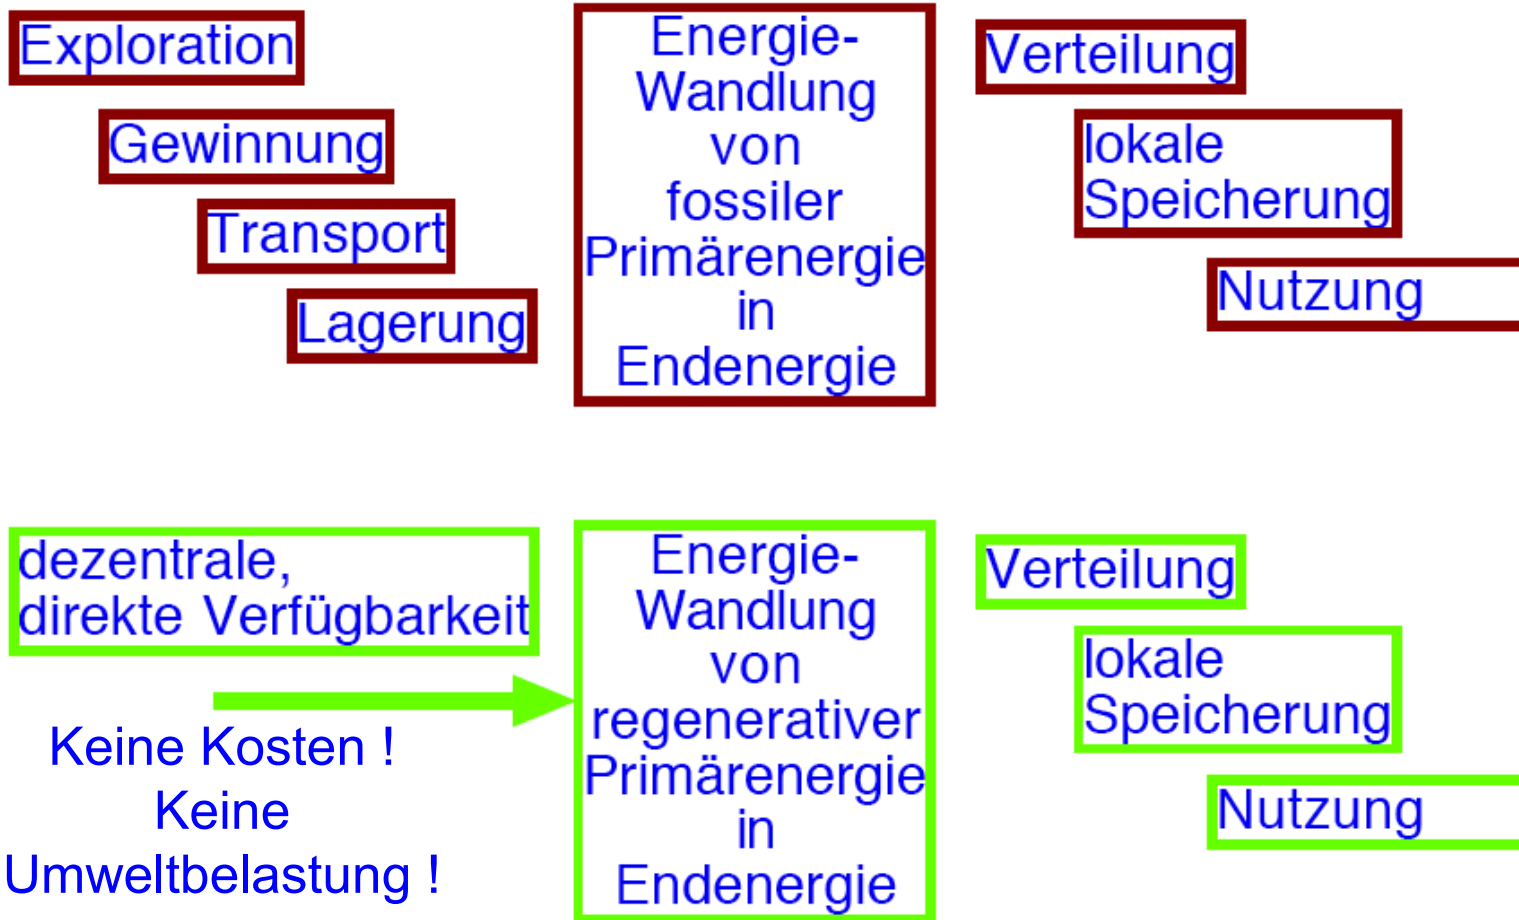 Exploration
Gewinnung
Transport
Lagerung
Energie-
Wandlung
von
fossiler
Primärenergie
in
Endenergie
Verteilung
lokale
Speicherung
Nutzung
dezentrale,
direkte Verfügbarkeit
Keine Kosten !
Keine
Umweltbelastung !
Energie-
Wandlung
von
regenerativer
Primärenergie
in
Endenergie
Verteilung
lokale
Speicherung
Nutzung